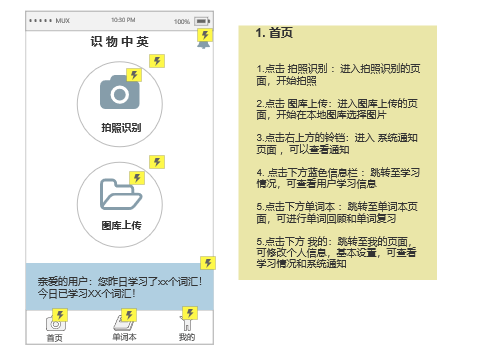 MUX
10:50 PM
100%
识 物 中 英
拍照识别
图库上传
亲爱的用户：您昨日学习了xx个词汇！
今日已学习XX个词汇！
首页
单词本
我的
1. 首页
1.点击 拍照识别 ：进入拍照识别的页
面，开始拍照
2.点击 图库上传：进入图库上传的页
面，开始在本地图库选择图片
3.点击右上方的铃铛：进入 系统通知
页面 ，可以查看通知
4. 点击下方蓝色信息栏 ：跳转至学习
情况，可查看用户学习信息
5.点击下方单词本 ：跳转至单词本页
面，可进行单词回顾和单词复习
5.点击下方 我的：跳转至我的页面，
可修改个人信息，基本设置，可查看
学习情况和系统通知